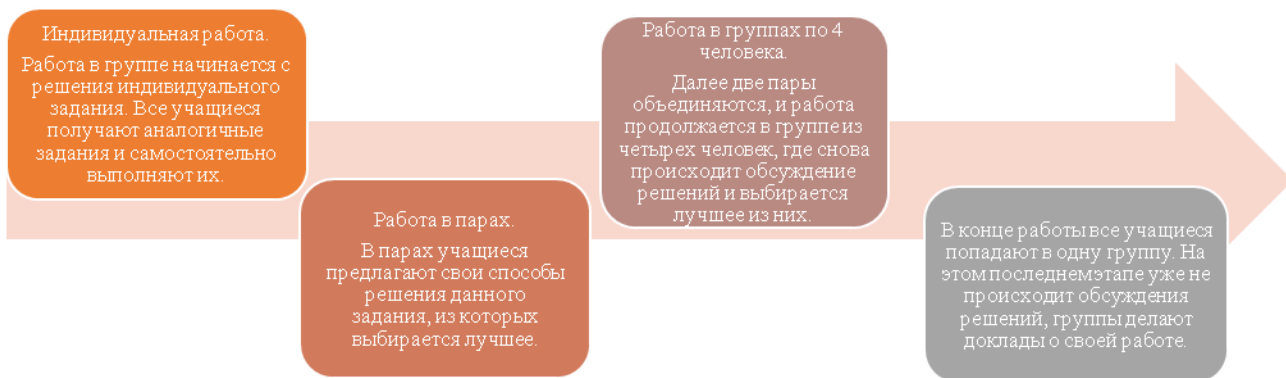 Индивидуальная работа.
Работа в группе начинается с
решения индивидуального
задания. Все учащиеся
получают аналогичные
задания и самостоятельно
выполняют их.
Работа в парах.
В парах учащиеся
предлагают свои способы
решения данного
задания, из которых
выбирается лучшее.
Работа в группах по 4
человека.
Далее две пары
объединяются, и работа
продолжается в группе из
четырех человек, где снова
происходит обсуждение
решений и выбирается
лучшее из них.
В конце работы все учащиеся
попадают в одну группу. На
этом последнемэтапе уже не
происходит обсуждения
решений, группы делают
доклады о своей работе.